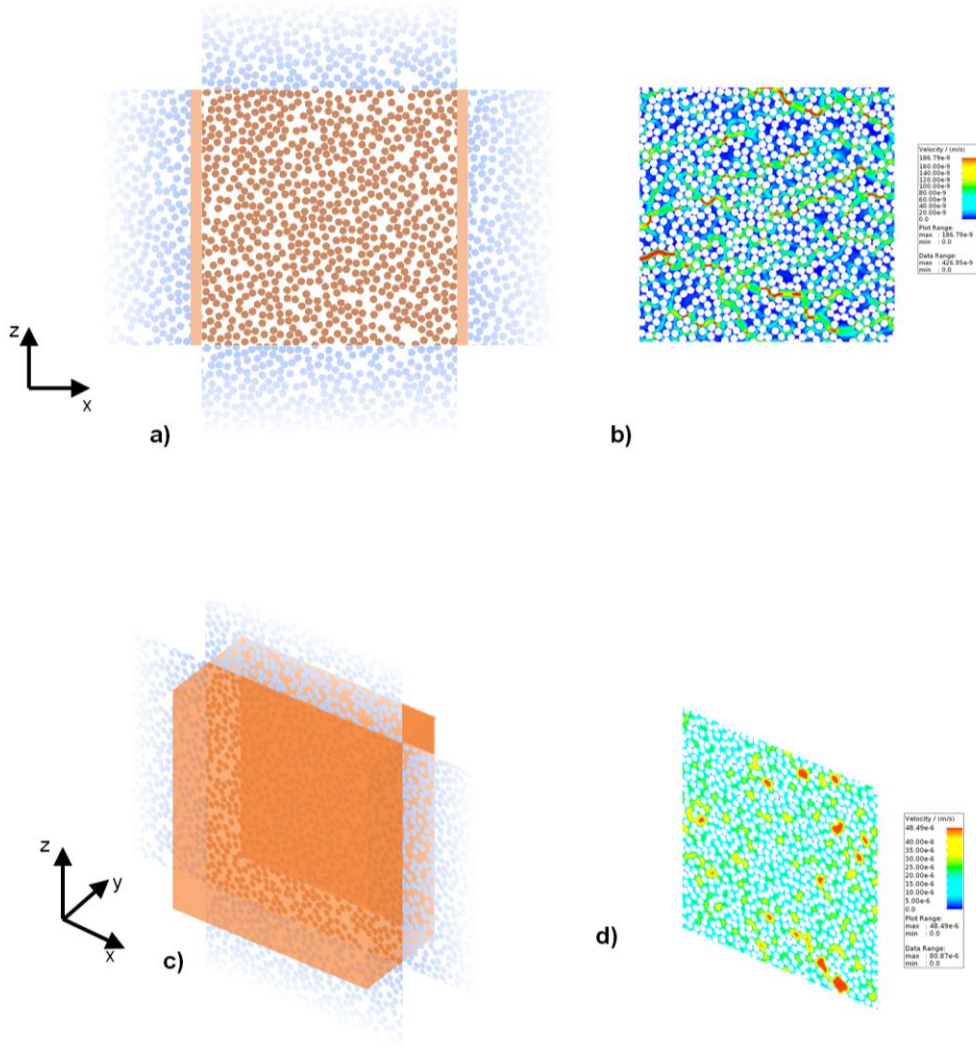 z
x
a)
b)
Velocity / (m/s)
186.79e-9
160.00e-9
140.00e-9
120.00e-9
100.00e-9
80.00e-9
60.00e-9
40.00e-9
20.00e-9
0.0
Plot Range:
max : 186.79e-9
min : 0.0
Data Range:
max : 426.95e-9
min : 0.0
z
y
x
c)
d)
Velocity / (m/s)
48.49e-6
40.00e-6
35.00e-6
30.00e-6
25.00e-6
20.00e-6
15.00e-6
10.00e-6
5.00e-6
0.0
Plot Range:
max : 48.49e-6
min : 0.0
Data Range:
max : 80.87e-6
min : 0.0